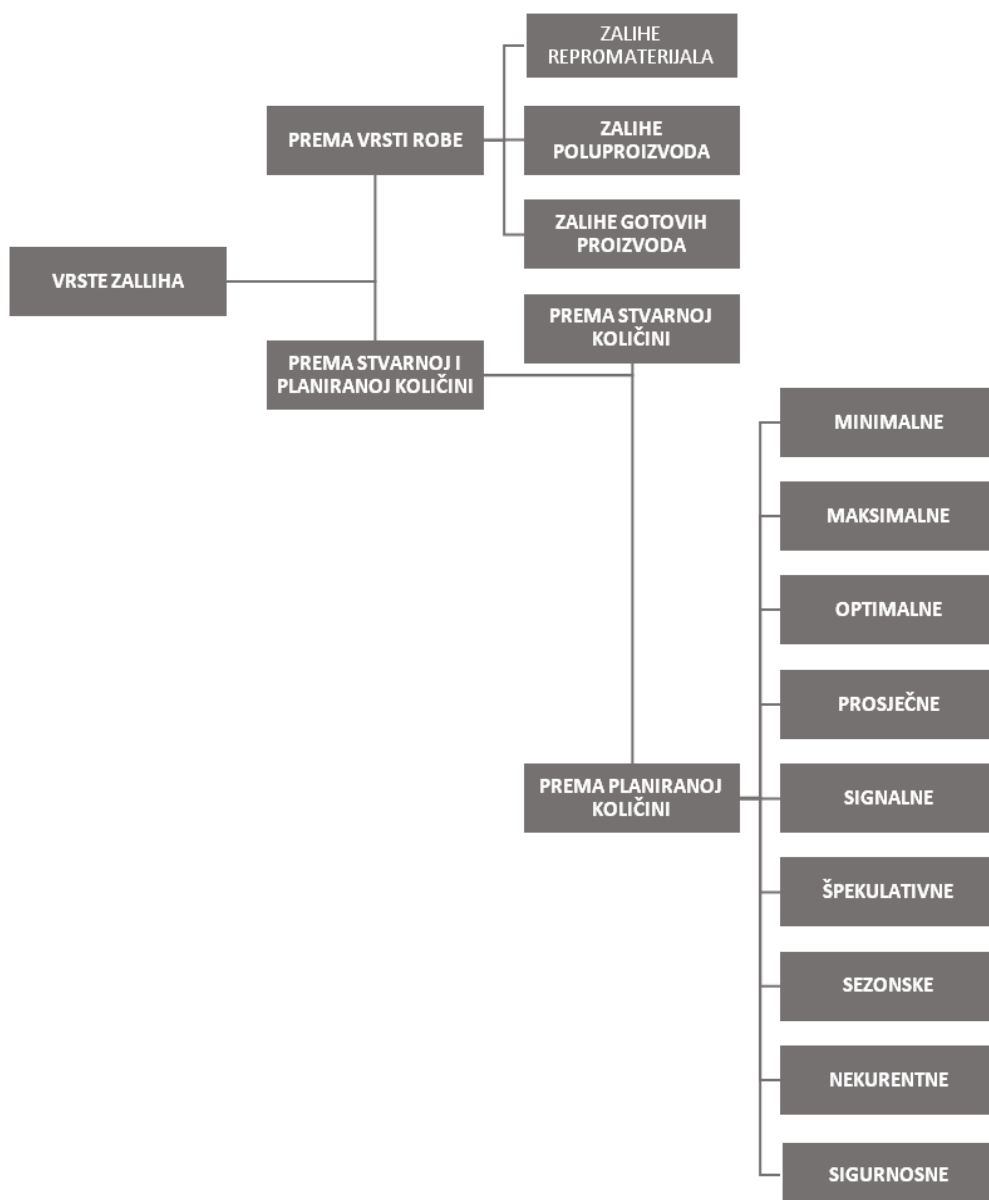 ZALIHE
REPROMATERIJALA
PREMA VRSTI ROBE
ZALIHE
POLUPROIZVODA
ZALIHE GOTOVIH
PROIZVODA
VRSTE ZALLIHA
PREMA STVARNOJ
KOLIČINI
PREMA STVARNOJ I
PLANIRANOJ KOLIČINI
MINIMALNE
MAKSIMALNE
OPTIMALNE
PROSJEČNE
PREMA PLANIRANOJ
KOLIČINI
SIGNALNE
ŠPEKULATIVNE
SEZONSKE
NEKURENTNE
SIGURNOSNE